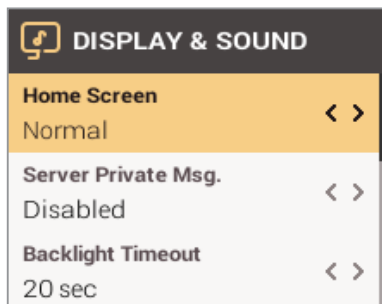 DISPLAY & SOUND
Home Screen
Normal
Server Private Msg.
Disabled
Backlight Timeout
20 sec